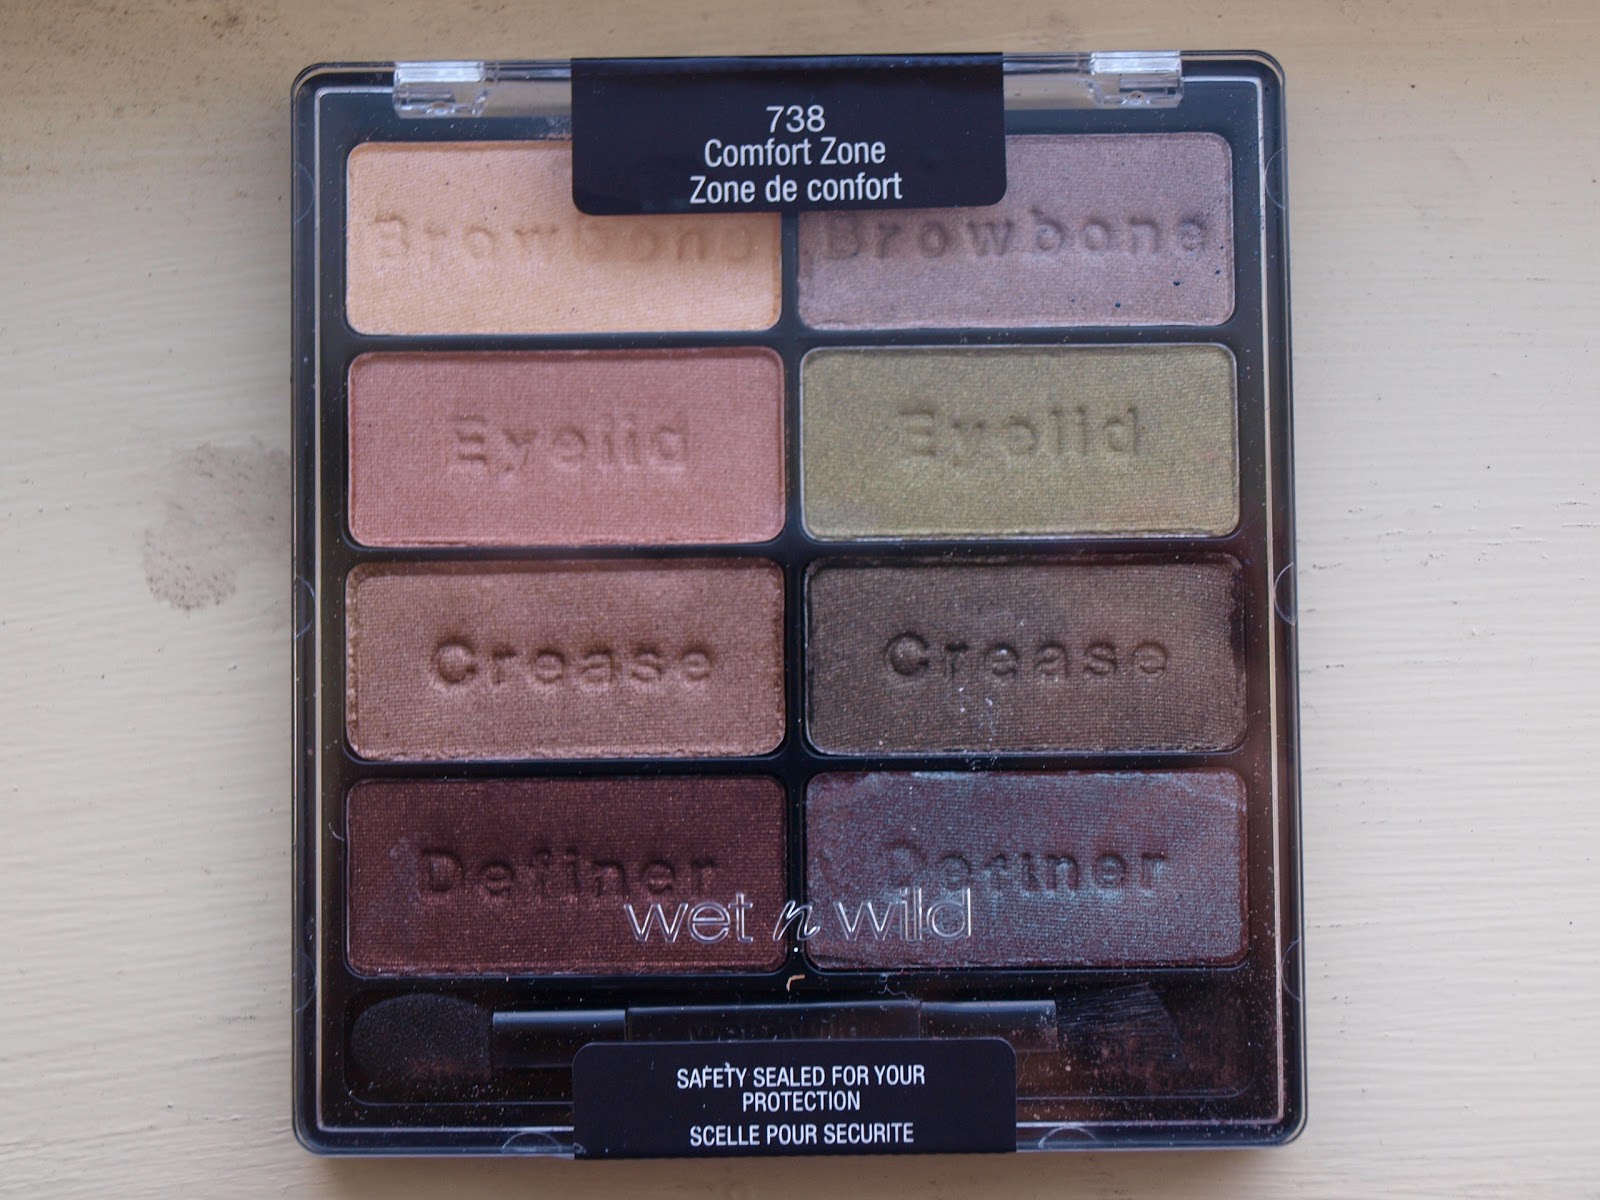 738
Comfort Zone
Zone de confort
Browbone Browbone
Eyelid Eyelid
Crease Crease
Definer Definer
wet n wild
SAFETY SEALED FOR YOUR
PROTECTION
SCELLE POUR SECURITE